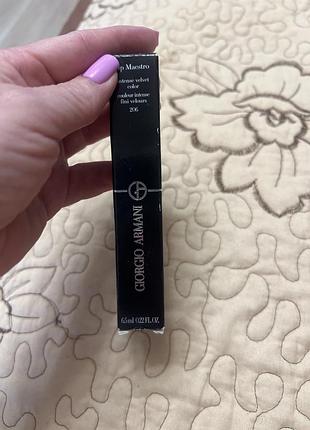 p Maestro
intense velvet
color
couleur intense
fini velours
206
GIORGIO ARMANI
6.5 ml 0.22 FL.OZ.